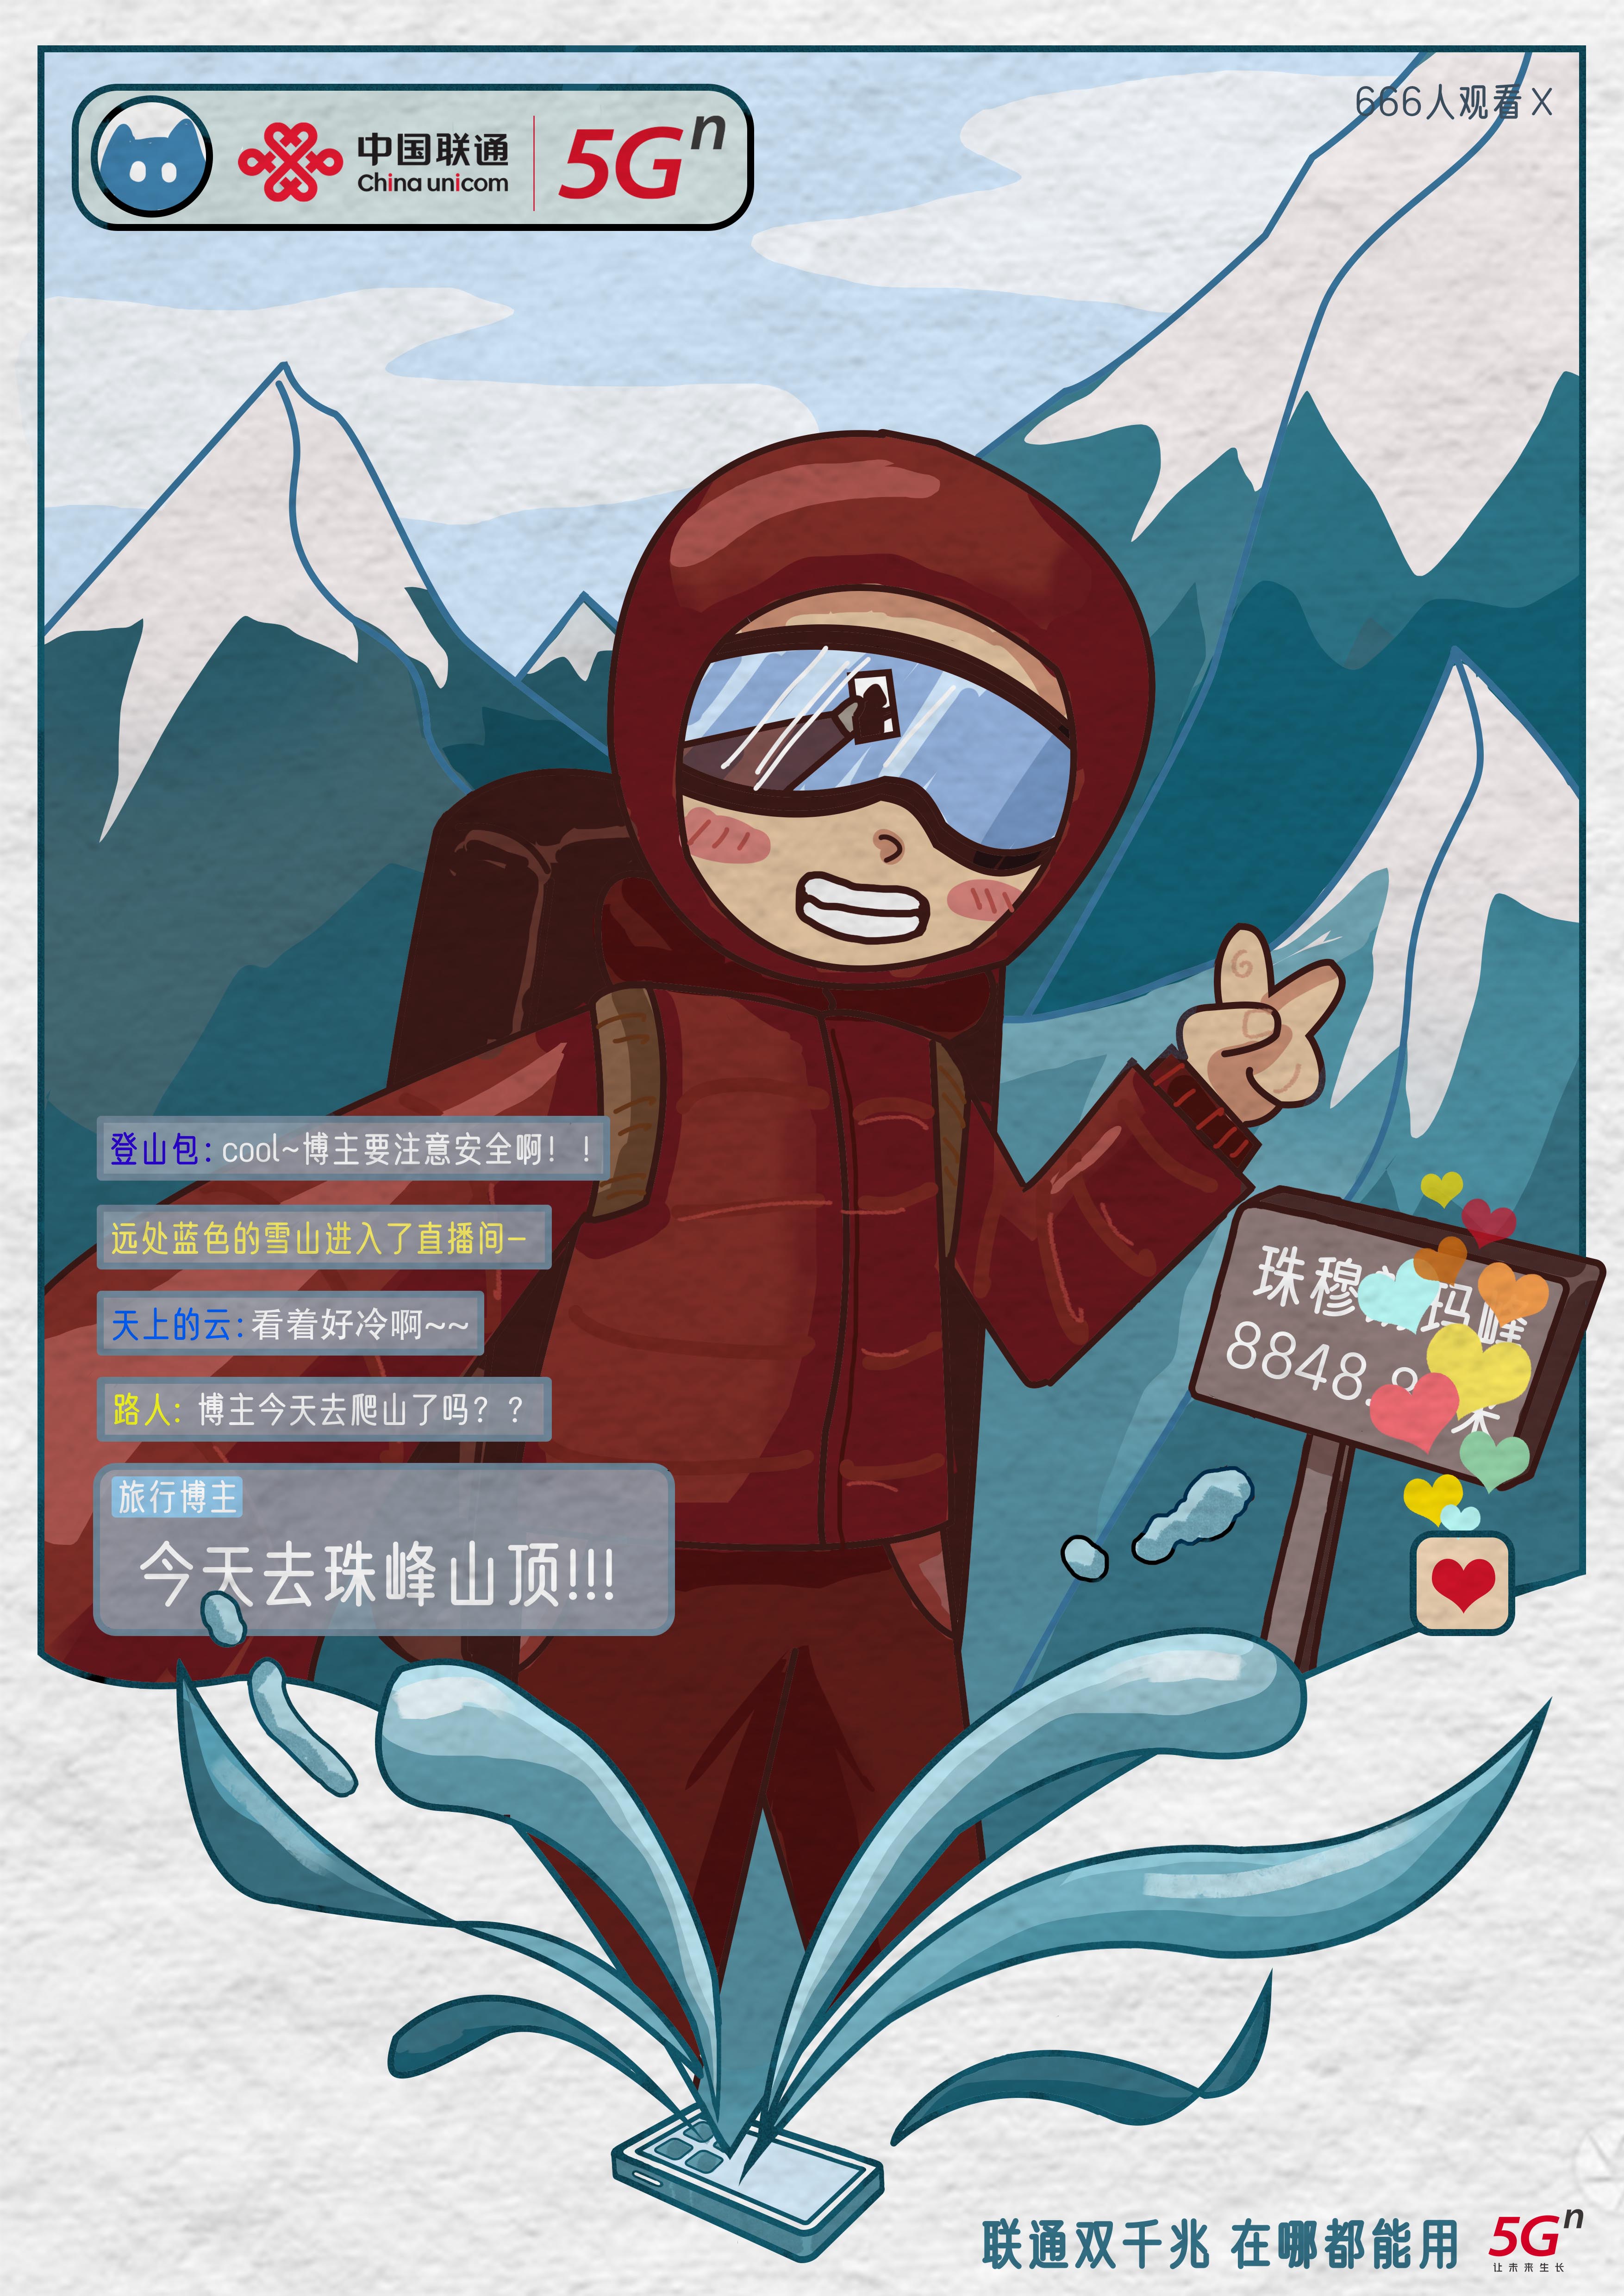 中国联通
China unicom
5Gⁿ
666人观看X
登山包：cool~博主要注意安全啊！！
远处蓝色的雪山进入了直播间—
天上的云：看着好冷啊~~
路人：博主今天去爬山了吗？？
旅行博主
今天去珠峰山顶!!!
珠穆 玛峰
8848. 米
联通双千兆 在哪都能用
5Gⁿ
让未来生长